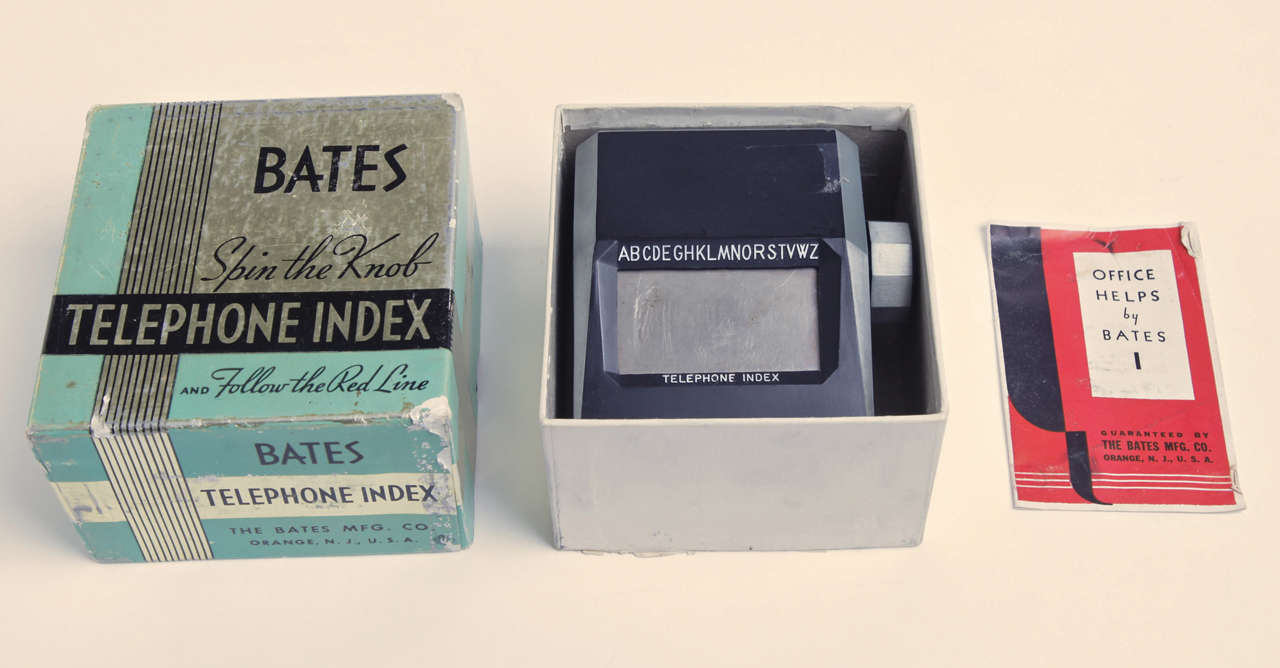 BATES
Spin the Knob
TELEPHONE INDEX
AND Follow the Red Line
BATES
TELEPHONE INDEX
THE BATES MFG. CO.
ORANGE, N. J., U. S. A.
ABCDEGHKLMNORSTVWZ
TELEPHONE INDEX
OFFICE
HELPS
by
BATES
1
GUARANTEED BY
THE BATES MFG. CO.
ORANGE, N. J., U. S. A.